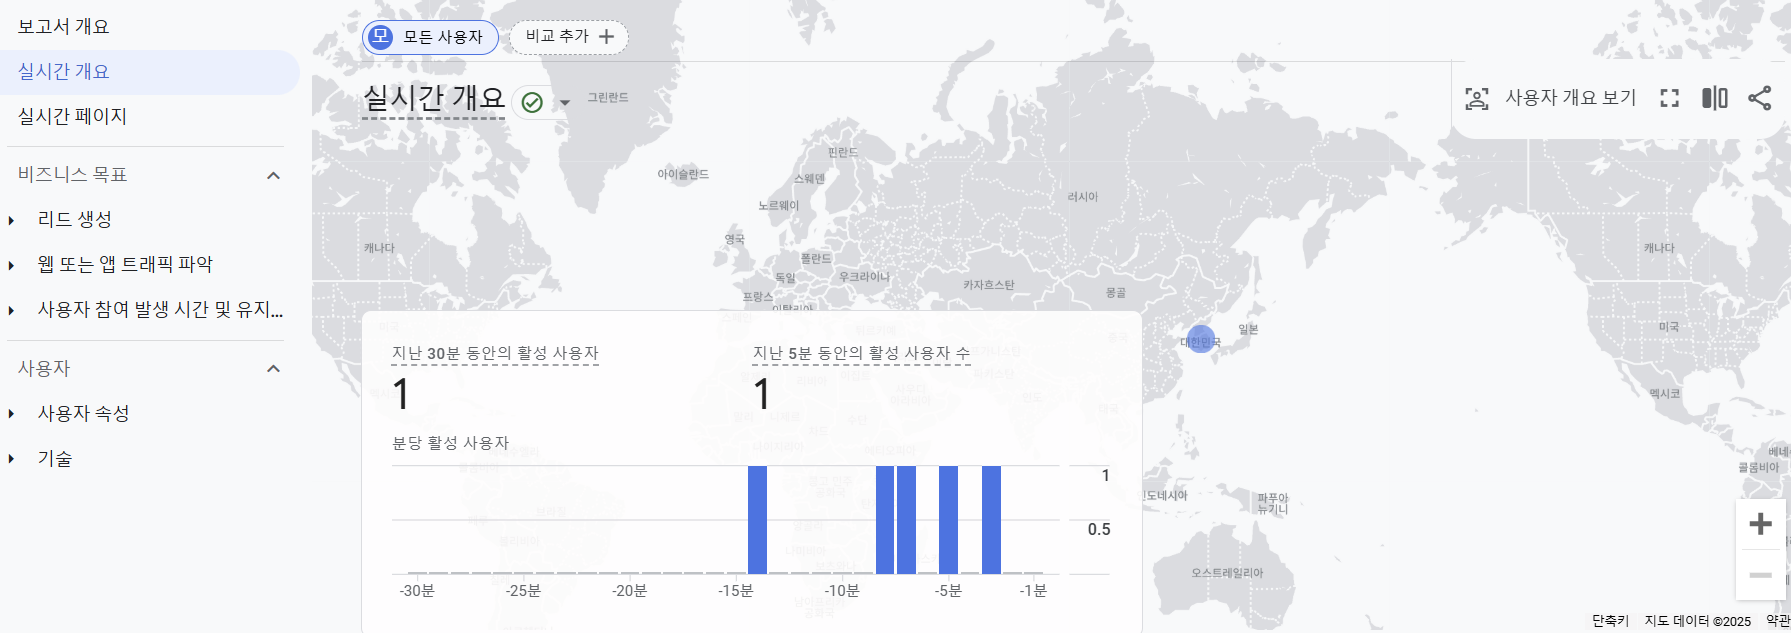 보고서 개요
실시간 개요
실시간 페이지
비즈니스 목표
리드 생성
웹 또는 앱 트래픽 파악
사용자 참여 발생 시간 및 유지...
사용자
사용자 속성
기술
모 모든 사용자
비교 추가
실시간 개요
사용자 개요 보기
그린란드
아이슬란드
핀란드
스웨덴
노르웨이
러시아
영국
폴란드
독일
우크라이나
프랑스
이탈리아
카자흐스탄
몽골
캐나다
캐나다
일본
대한민국
미국
멕시코
베네
콜롬비아
인도네시아
파푸아
뉴기니
오스트레일리아
지난 30분 동안의 활성 사용자
1
지난 5분 동안의 활성 사용자 수
1
분당 활성 사용자
1
0.5
-30분
-25분
-20분
-15분
-10분
-5분
-1분
단축키
지도 데이터 ©2025
약관